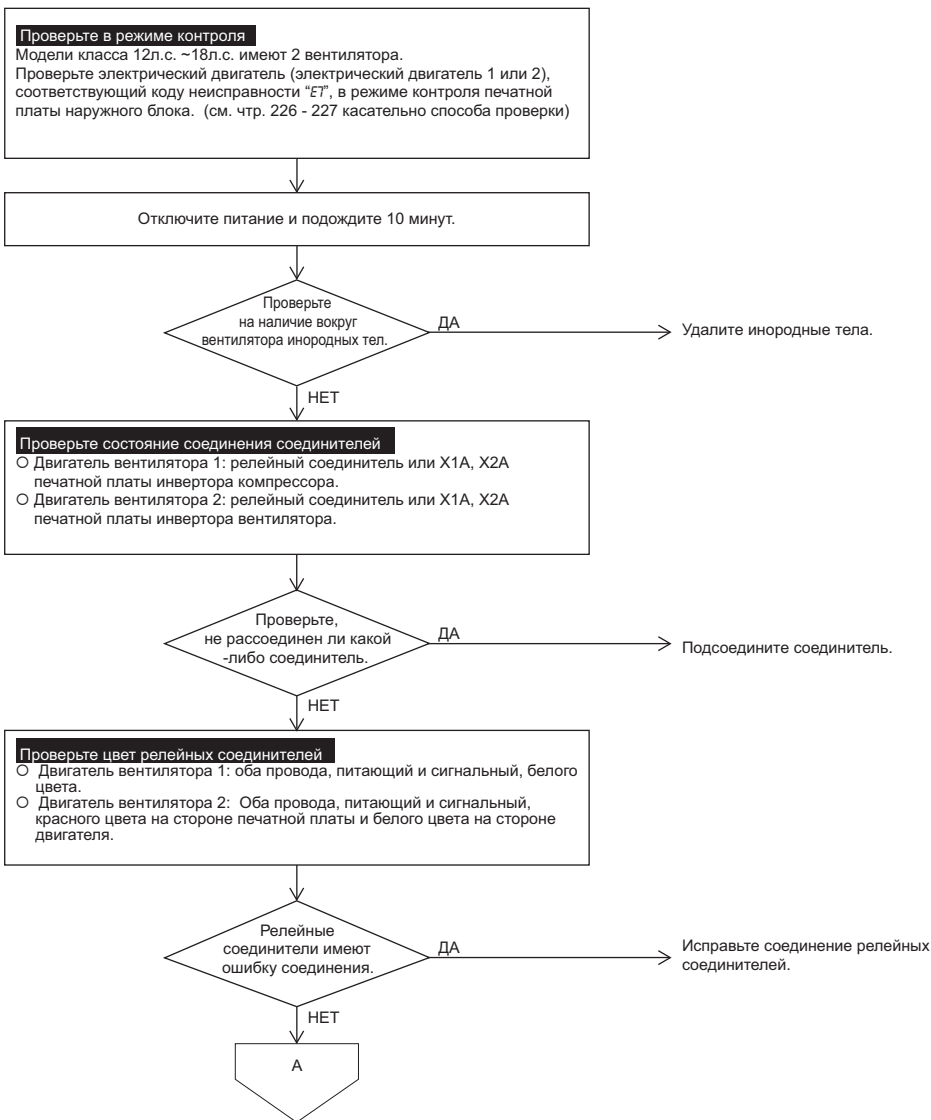 Проверьте в режиме контроля
Модели класса 12л.с. ~18л.с. имеют 2 вентилятора.
Проверьте электрический двигатель (электрический двигатель 1 или 2),
соответствующий коду неисправности “E7”, в режиме контроля печатной
платы наружного блока. (см. чтр. 226 - 227 касательно способа проверки)
Отключите питание и подождите 10 минут.
Проверьте
на наличие вокруг
вентилятора инородных тел.
ДА
Удалите инородные тела.
НЕТ
Проверьте состояние соединения соединителей
○ Двигатель вентилятора 1: релейный соединитель или X1A, X2A
печатной платы инвертора компрессора.
○ Двигатель вентилятора 2: релейный соединитель или X1A, X2A
печатной платы инвертора вентилятора.
Проверьте,
не рассоединен ли какой
-либо соединитель.
ДА
Подсоедините соединитель.
НЕТ
Проверьте цвет релейных соединителей
○ Двигатель вентилятора 1: оба провода, питающий и сигнальный, белого
цвета.
○ Двигатель вентилятора 2: Оба провода, питающий и сигнальный,
красного цвета на стороне печатной платы и белого цвета на стороне
двигателя.
Релейные
соединители имеют
ошибку соединения.
ДА
Исправьте соединение релейных
соединителей.
НЕТ
A